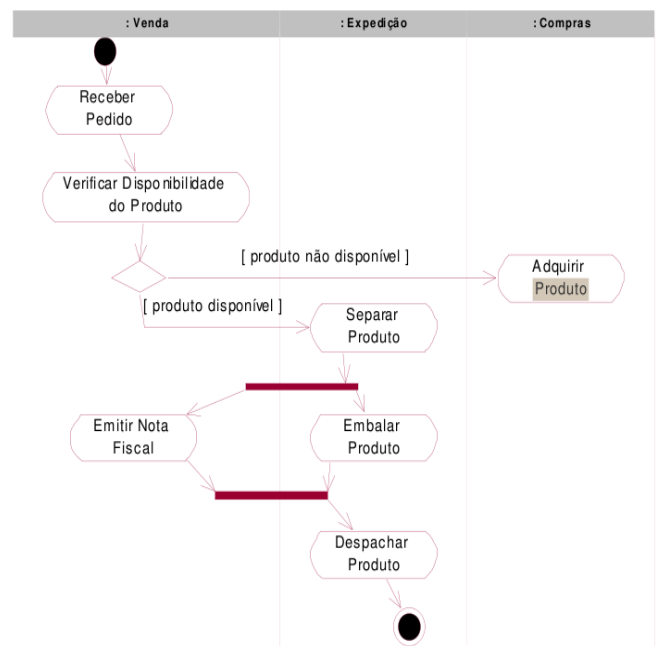 : Venda
: Expedição
: Compras
Receber
Pedido
Verificar Disponibilidade
do Produto
[ produto não disponível ]
Adquirir
Produto
[ produto disponível ]
Separar
Produto
Emitir Nota
Fiscal
Embalar
Produto
Despachar
Produto